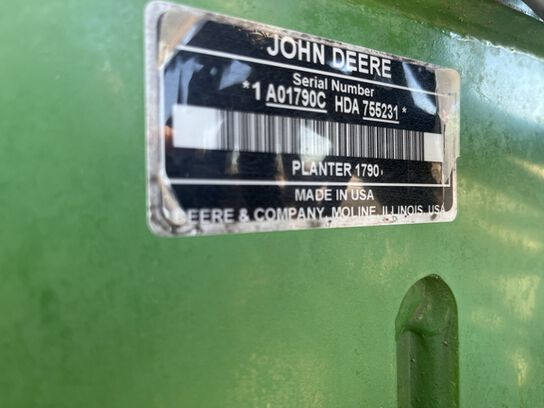 JOHN DEERE
Serial Number
*1 A01790C HDA 755231 *
PLANTER 1790
MADE IN USA
DEERE & COMPANY, MOLINE, ILLINOIS, USA